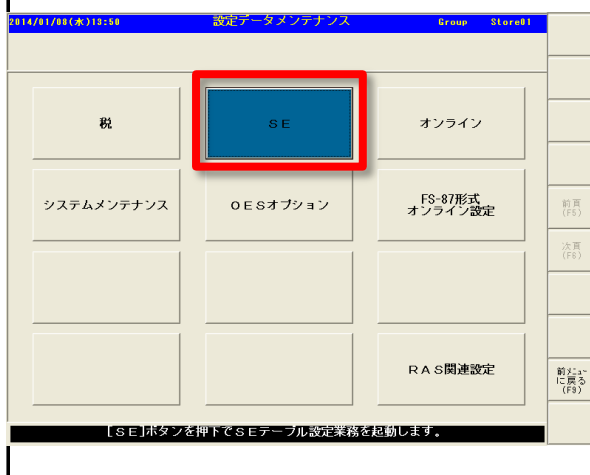 2014/01/08(水)13:50 設定データメンテナンス Group Store01
税
ＳＥ
オンライン
システムメンテナンス
ＯＥＳオプション
FS-87形式
オンライン設定
前頁
(F5)
次頁
(F6)
ＲＡＳ関連設定
前メニュー
に戻る
(F9)
［ＳＥ］ボタンを押下でＳＥテーブル設定業務を起動します。